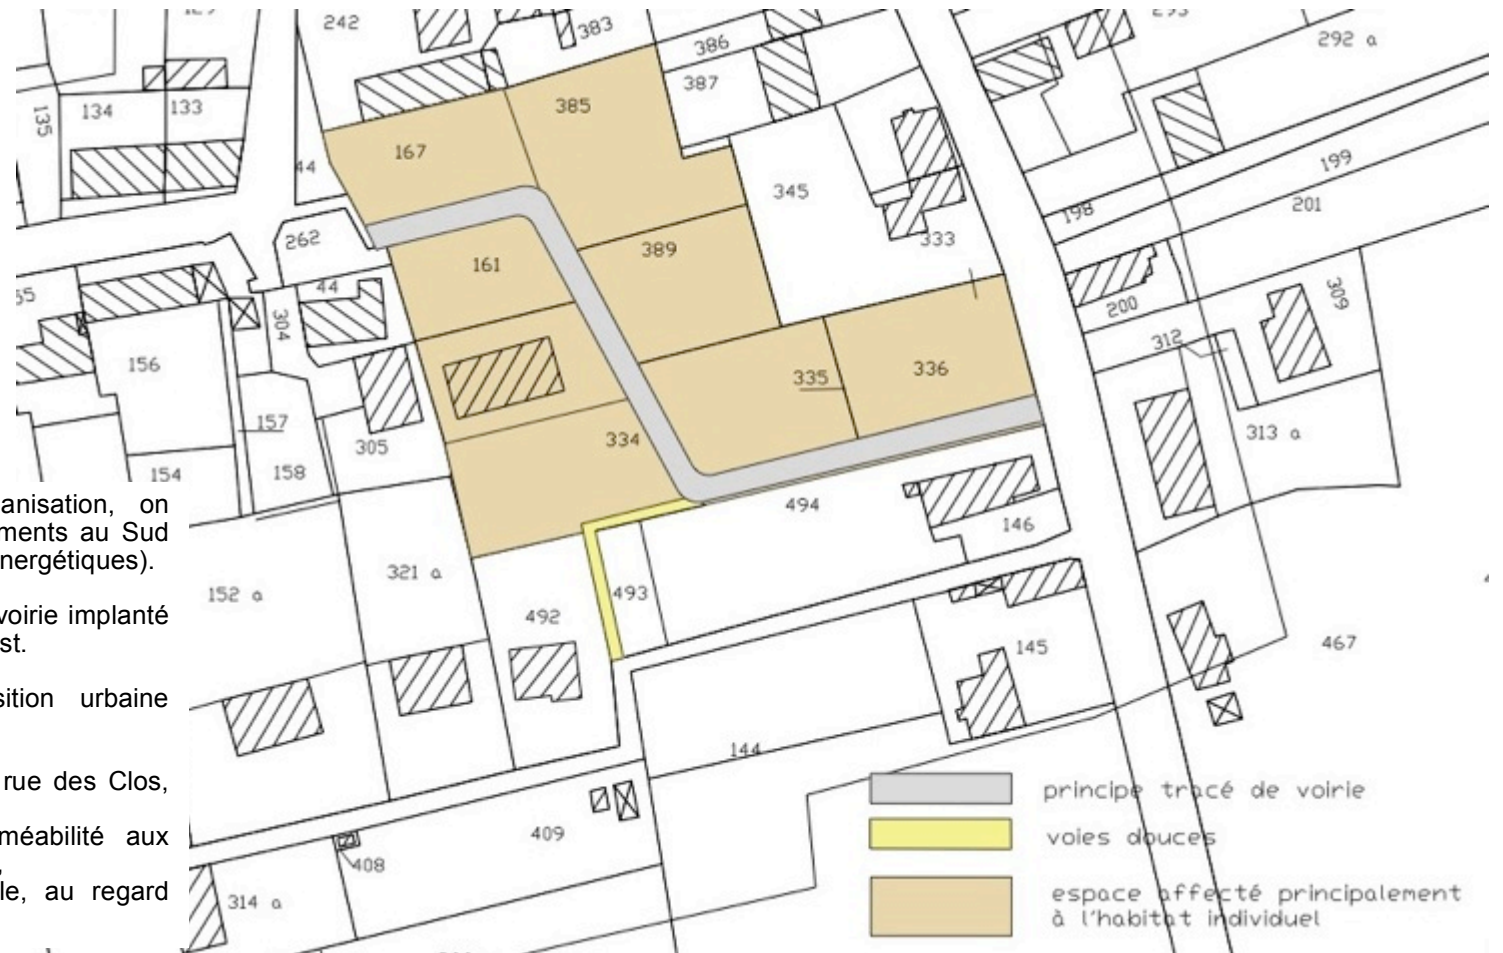 242
383
386
387
292 a
135
134
133
385
167
44
345
199
198
201
262
333
389
161
44
304
200
309
312
156
335
336
157
334
313 a
305
154
158
494
146
anisation, on
ments au Sud
nergétiques).
321 a
152 a
493
492
voirie implanté
st.
145
467
sition urbaine
144
rue des Clos,
principe tracé de voirie
méabilité aux
409
voies douces
408
le, au regard
314 a
espace affecté principalement
à l'habitat individuel